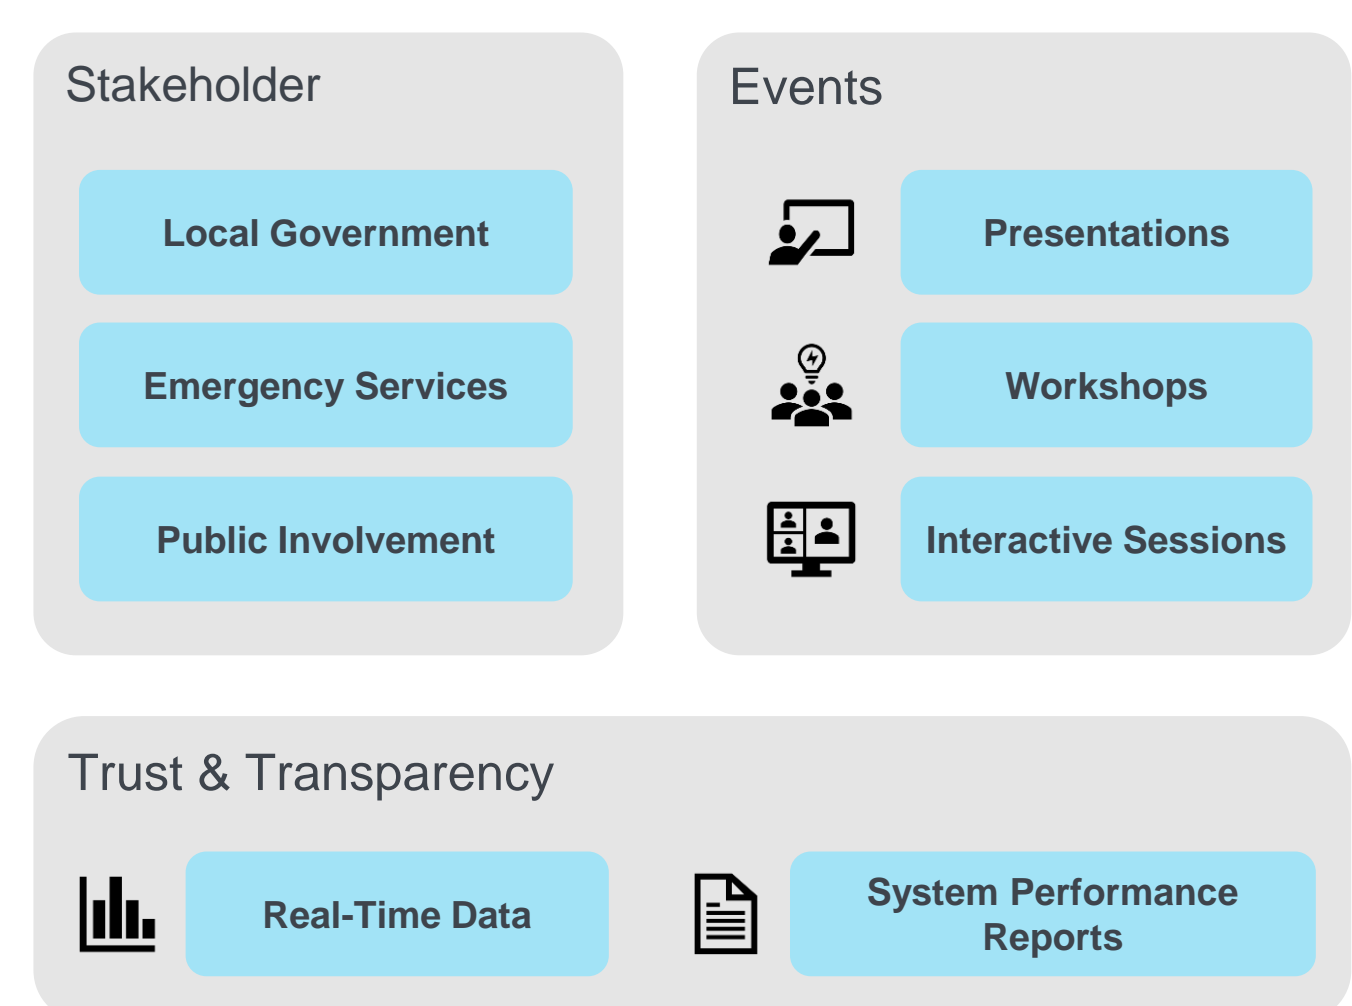 Stakeholder
Local Government
Emergency Services
Public Involvement
Events
Presentations
Workshops
Interactive Sessions
Trust & Transparency
Real-Time Data
System Performance
Reports